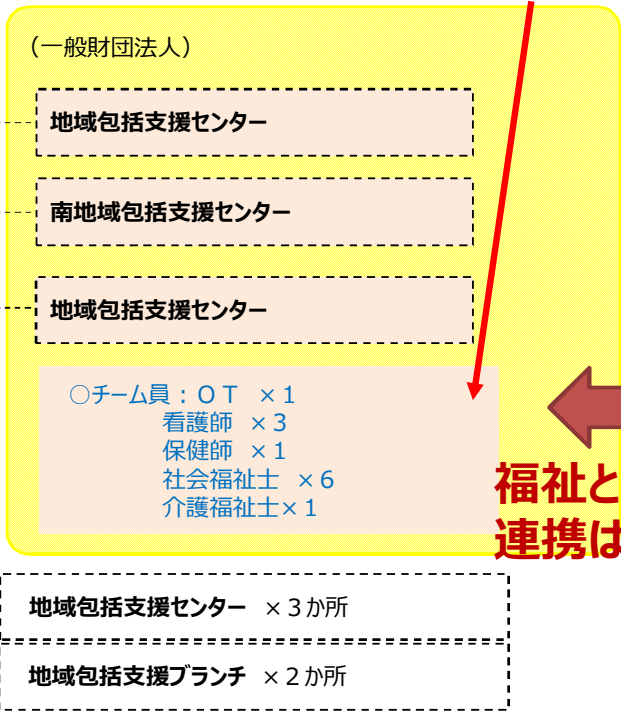 （一般財団法人）
地域包括支援センター
南地域包括支援センター
地域包括支援センター
○チーム員：ＯＴ ×１
看護師 ×３
保健師 ×１
社会福祉士 ×６
介護福祉士×１
福祉と
連携は
地域包括支援センター ×３か所
地域包括支援ブランチ ×２か所